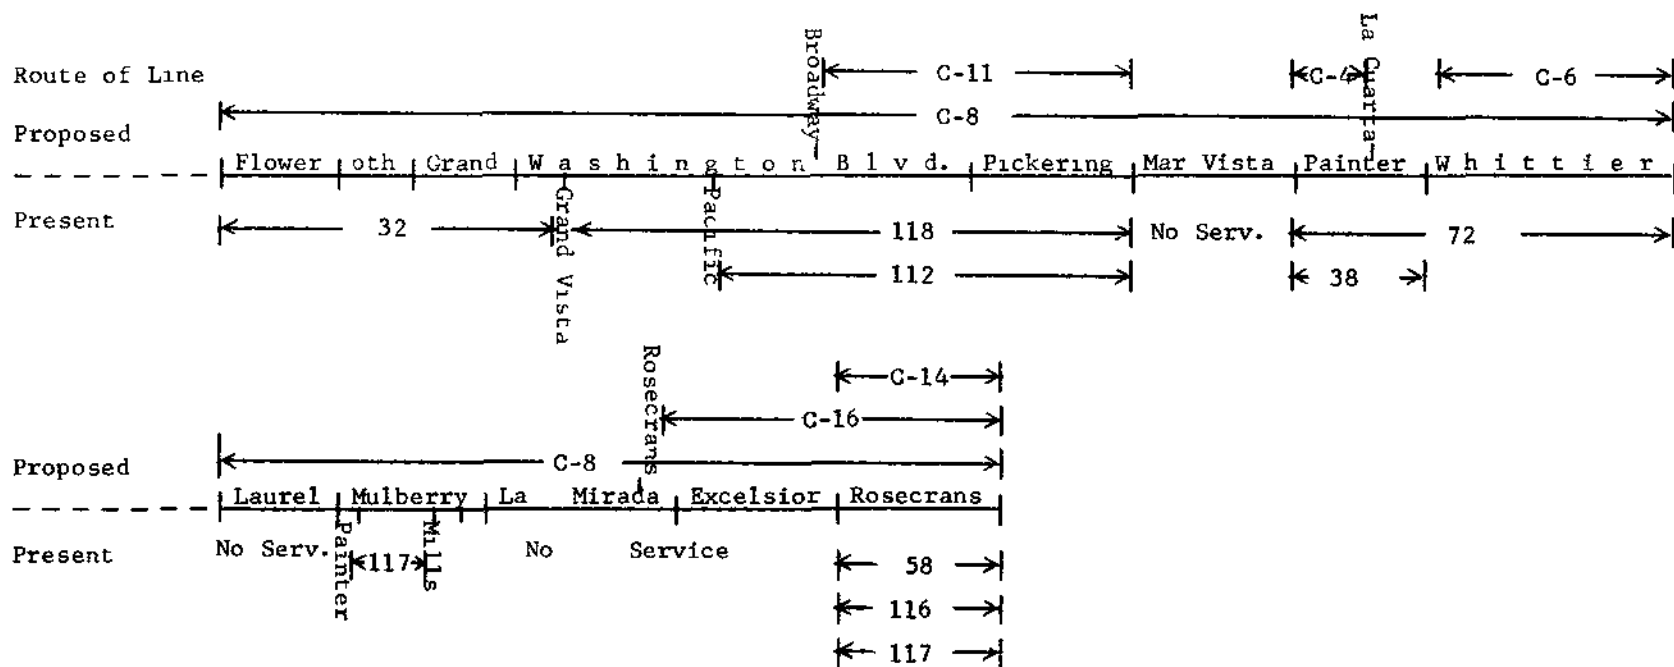 Broadway
La Cuarta
Route of Line
C-11
C-4
C-6
Proposed
C-8
Flower oth Grand Washington Blvd. Pickering Mar Vista Painter Whittier
Present
32
Grand Vista
Pacific
118
No Serv.
72
112
38
Rosecrans
C-14
C-16
Proposed
C-8
Laurel Mulberry La Mirada Excelsior Rosecrans
Present
No Serv.
Painter
117
Mills
No Service
58
116
117